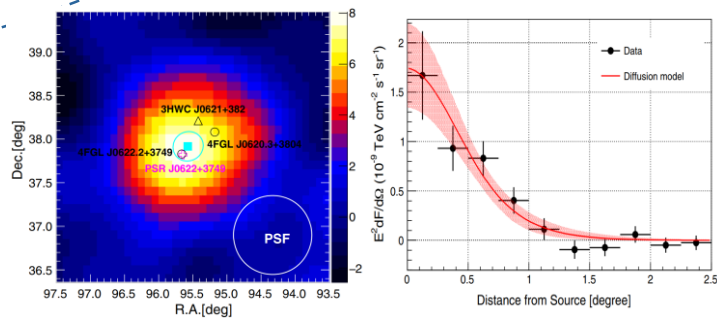 39.0
38.5
38.0
37.5
37.0
36.5
Dec.[deg]
3HWC J0621+382
4FGL
4FGL J0622.2+3749
PSR J0622+3749
PSF
97.5 97.0 96.5 96.0 95.5 95.0 94.5 94.0 93.5
R.A.[deg]
8
6
4
2
0
−2
E²dF/dΩ (10⁻⁹ TeV cm⁻² s⁻¹ sr⁻¹)
2
1.5
1
0.5
0
Data
Diffusion model
0 0.5 1 1.5 2 2.5
Distance from Source [degree]